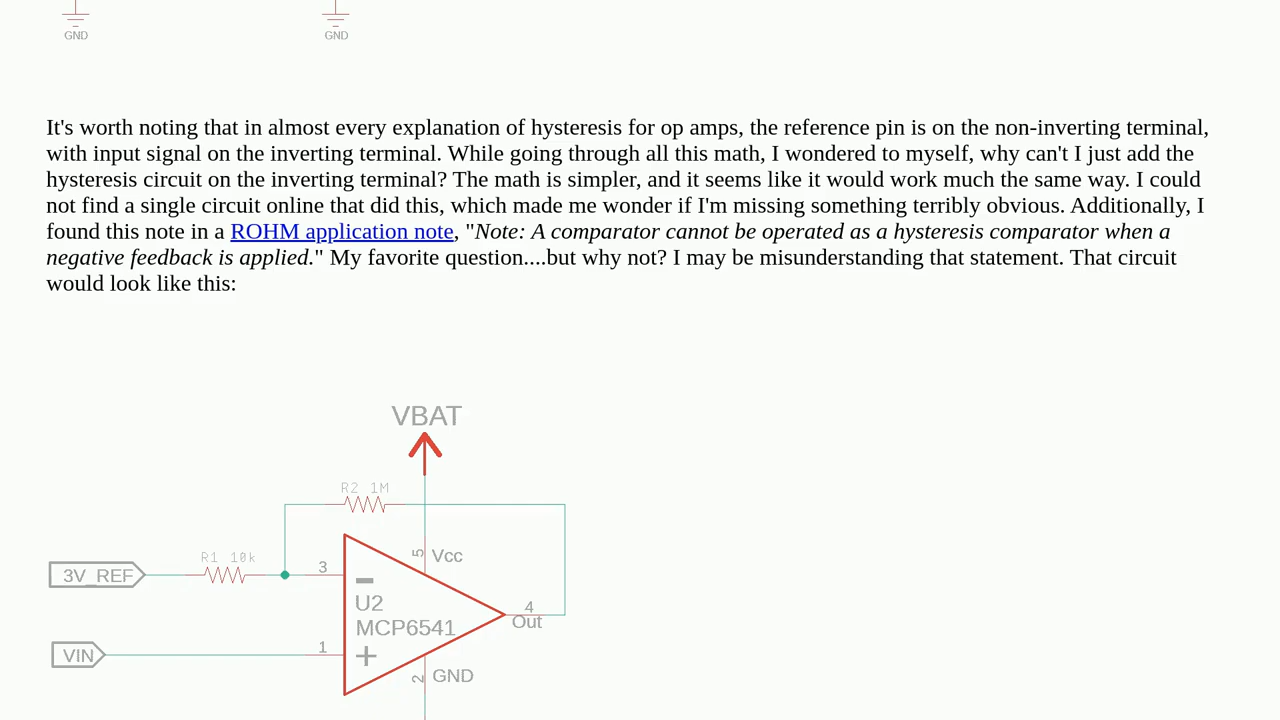 GND GND
It's worth noting that in almost every explanation of hysteresis for op amps, the reference pin is on the non-inverting terminal,
with input signal on the inverting terminal. While going through all this math, I wondered to myself, why can't I just add the
hysteresis circuit on the inverting terminal? The math is simpler, and it seems like it would work much the same way. I could
not find a single circuit online that did this, which made me wonder if I'm missing something terribly obvious. Additionally, I
found this note in a ROHM application note, "Note: A comparator cannot be operated as a hysteresis comparator when a
negative feedback is applied." My favorite question....but why not? I may be misunderstanding that statement. That circuit
would look like this:
VBAT
R2 1M
5 Vcc
R1 10k
3V_REF
3
U2
MCP6541
4
Out
VIN
1
2 GND